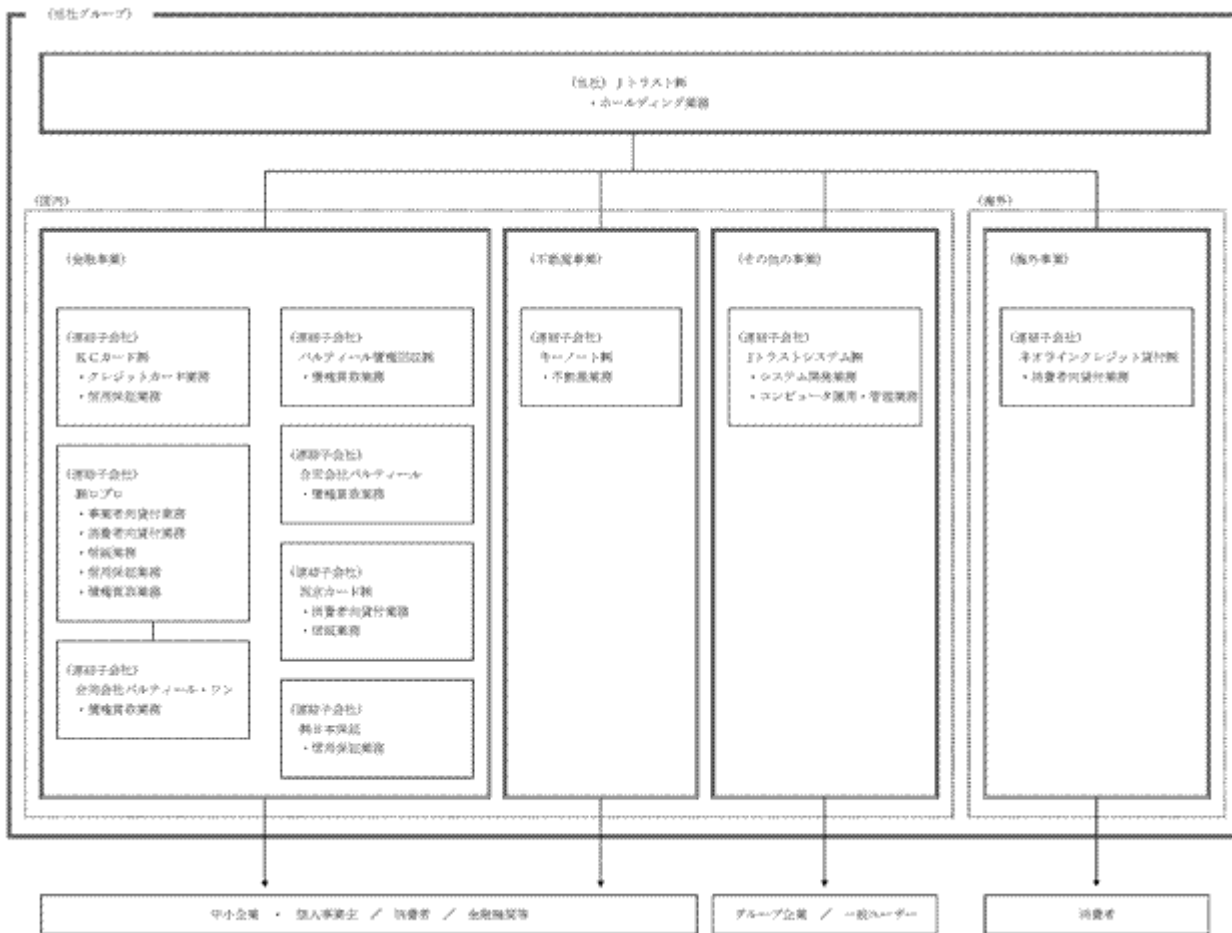 (当社グループ)
(当社) Jトラスト㈱
・ホールディング業務
(国内)
(海外)
(金融事業)
(不動産事業)
(その他の事業)
(海外事業)
(連結子会社)
KCカード㈱
・クレジットカード業務
・信用保証業務
(連結子会社)
パルティール債権回収㈱
・債権買取業務
(連結子会社)
キーノート㈱
・不動産業務
(連結子会社)
Jトラストシステム㈱
・システム開発業務
・コンピュータ運用・管理業務
(連結子会社)
ネオラインクレジット貸付㈱
・消費者向貸付業務
(連結子会社)
㈱ロプロ
・事業者向貸付業務
・消費者向貸付業務
・信販業務
・信用保証業務
・債権買取業務
(連結子会社)
合同会社パルティール
・債権買取業務
(連結子会社)
カード㈱
・消費者向貸付業務
・信販業務
(連結子会社)
合同会社パルティール・ワン
・債権買取業務
(連結子会社)
㈱日本保証
・信用保証業務
中小企業 ・ 個人事業主 / 消費者 / 金融機関等
グループ企業 / 一般ユーザー
消費者